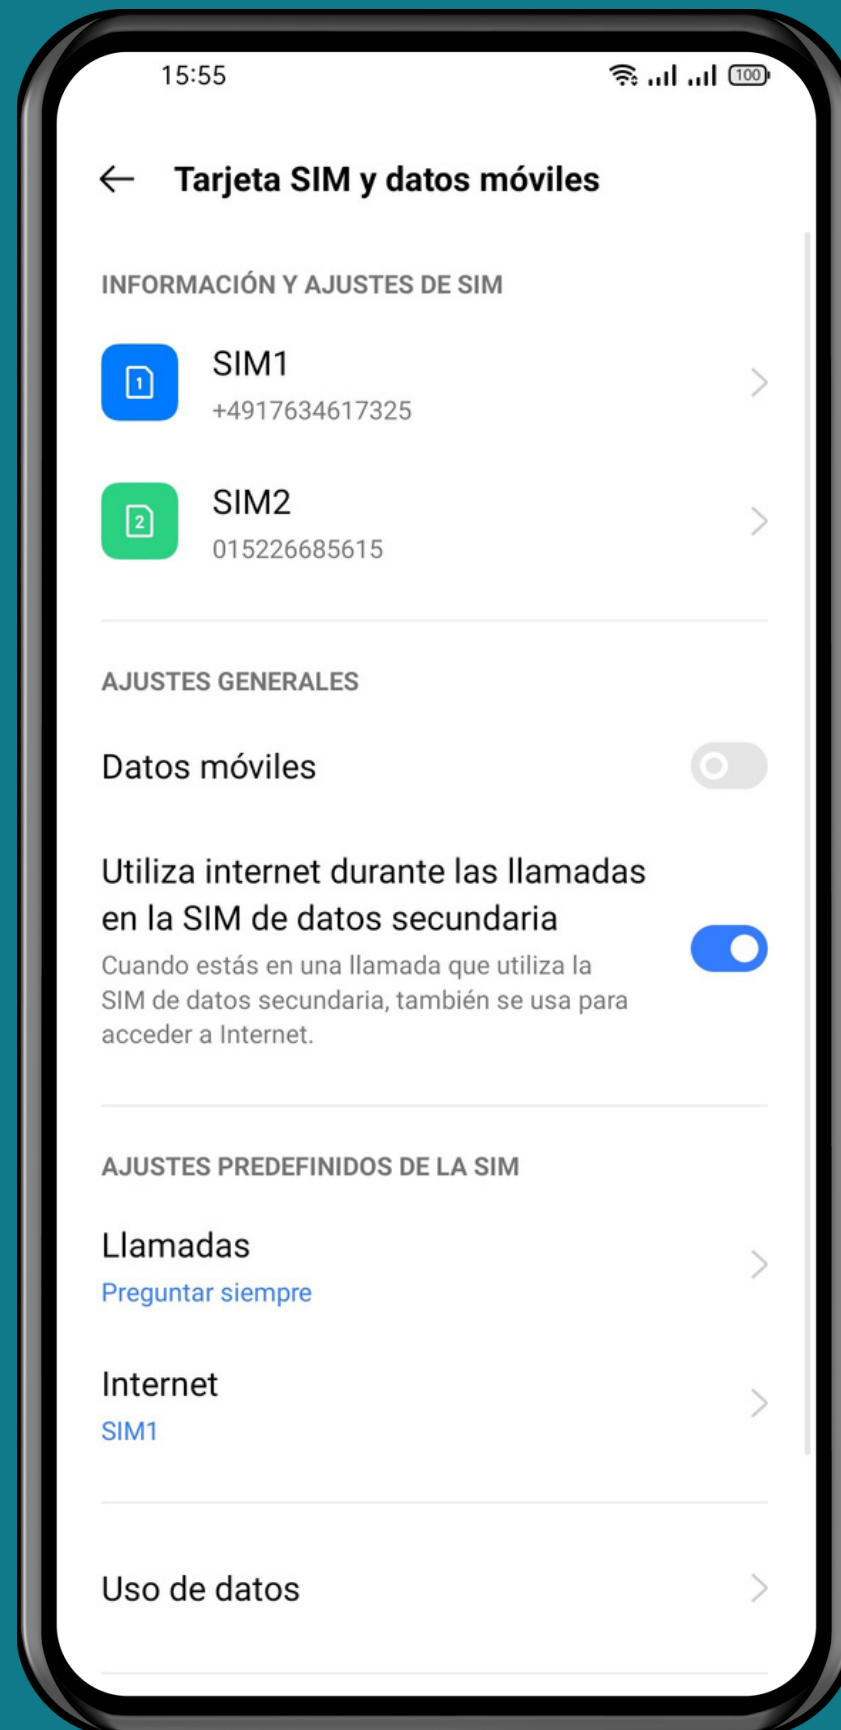 15:55
100
Tarjeta SIM y datos móviles
INFORMACIÓN Y AJUSTES DE SIM
1
SIM1
+4917634617325
2
SIM2
015226685615
AJUSTES GENERALES
Datos móviles
Utiliza internet durante las llamadas
en la SIM de datos secundaria
Cuando estás en una llamada que utiliza la
SIM de datos secundaria, también se usa para
acceder a Internet.
AJUSTES PREDEFINIDOS DE LA SIM
Llamadas
Preguntar siempre
Internet
SIM1
Uso de datos